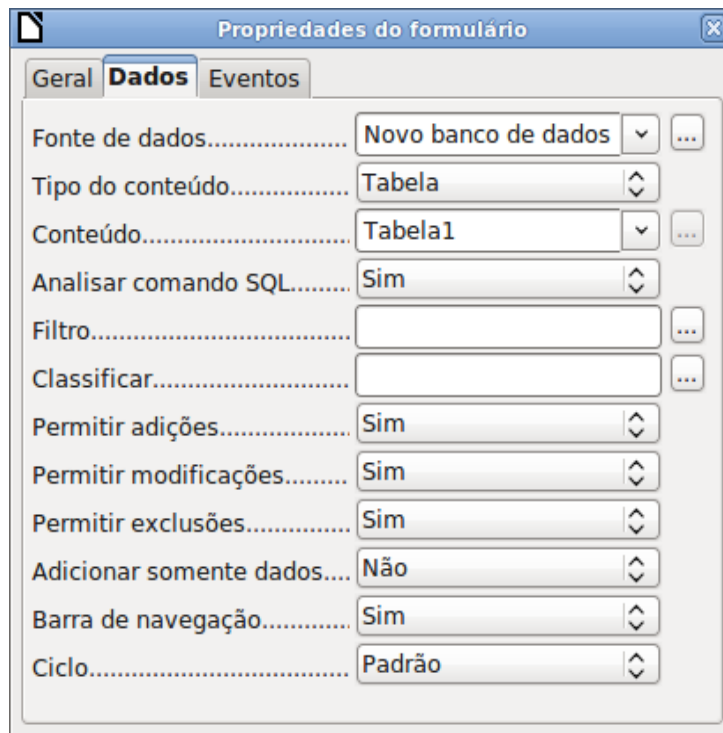 Propriedades do formulário
Geral Dados Eventos
Fonte de dados..................... Novo banco de dados ...
Tipo do conteúdo.................. Tabela
Conteúdo............................... Tabela1 ...
Analisar comando SQL......... Sim
Filtro...................................... ...
Classificar............................. ...
Permitir adições................... Sim
Permitir modificações.......... Sim
Permitir exclusões............... Sim
Adicionar somente dados.... Não
Barra de navegação............. Sim
Ciclo...................................... Padrão